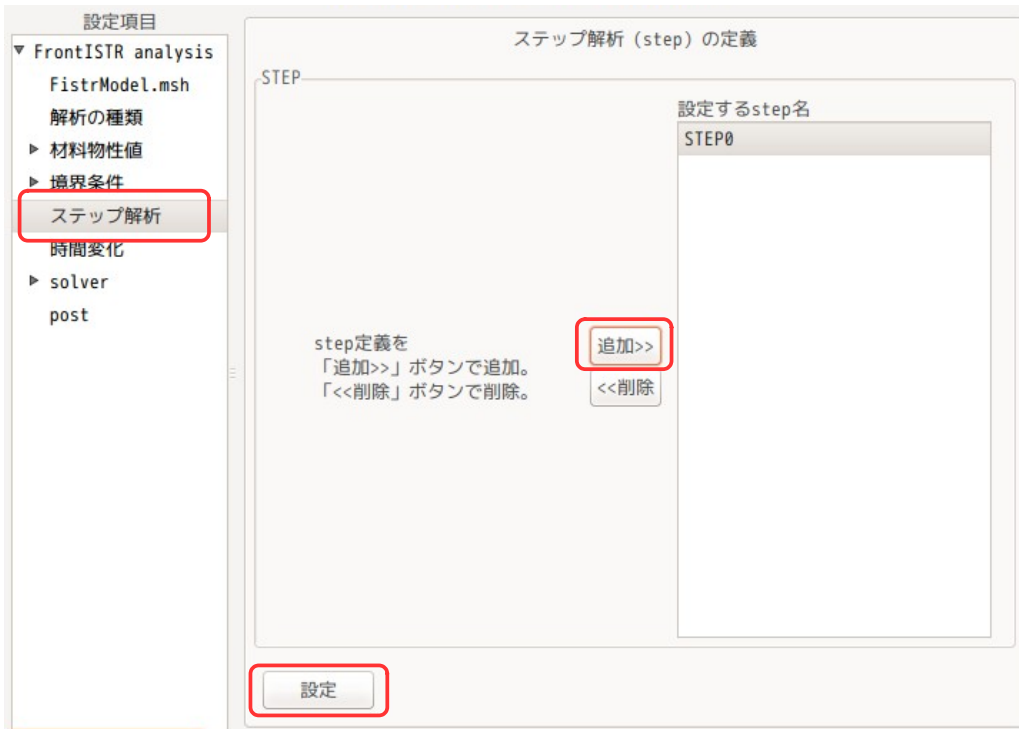 設定項目
FrontISTR analysis
FistrModel.msh
解析の種類
材料物性値
境界条件
ステップ解析
時間変化
solver
post
ステップ解析 (step) の定義
STEP
設定するstep名
STEP0
step定義を
「追加>>」ボタンで追加。
「<<削除」ボタンで削除。
追加>>
<<削除
設定